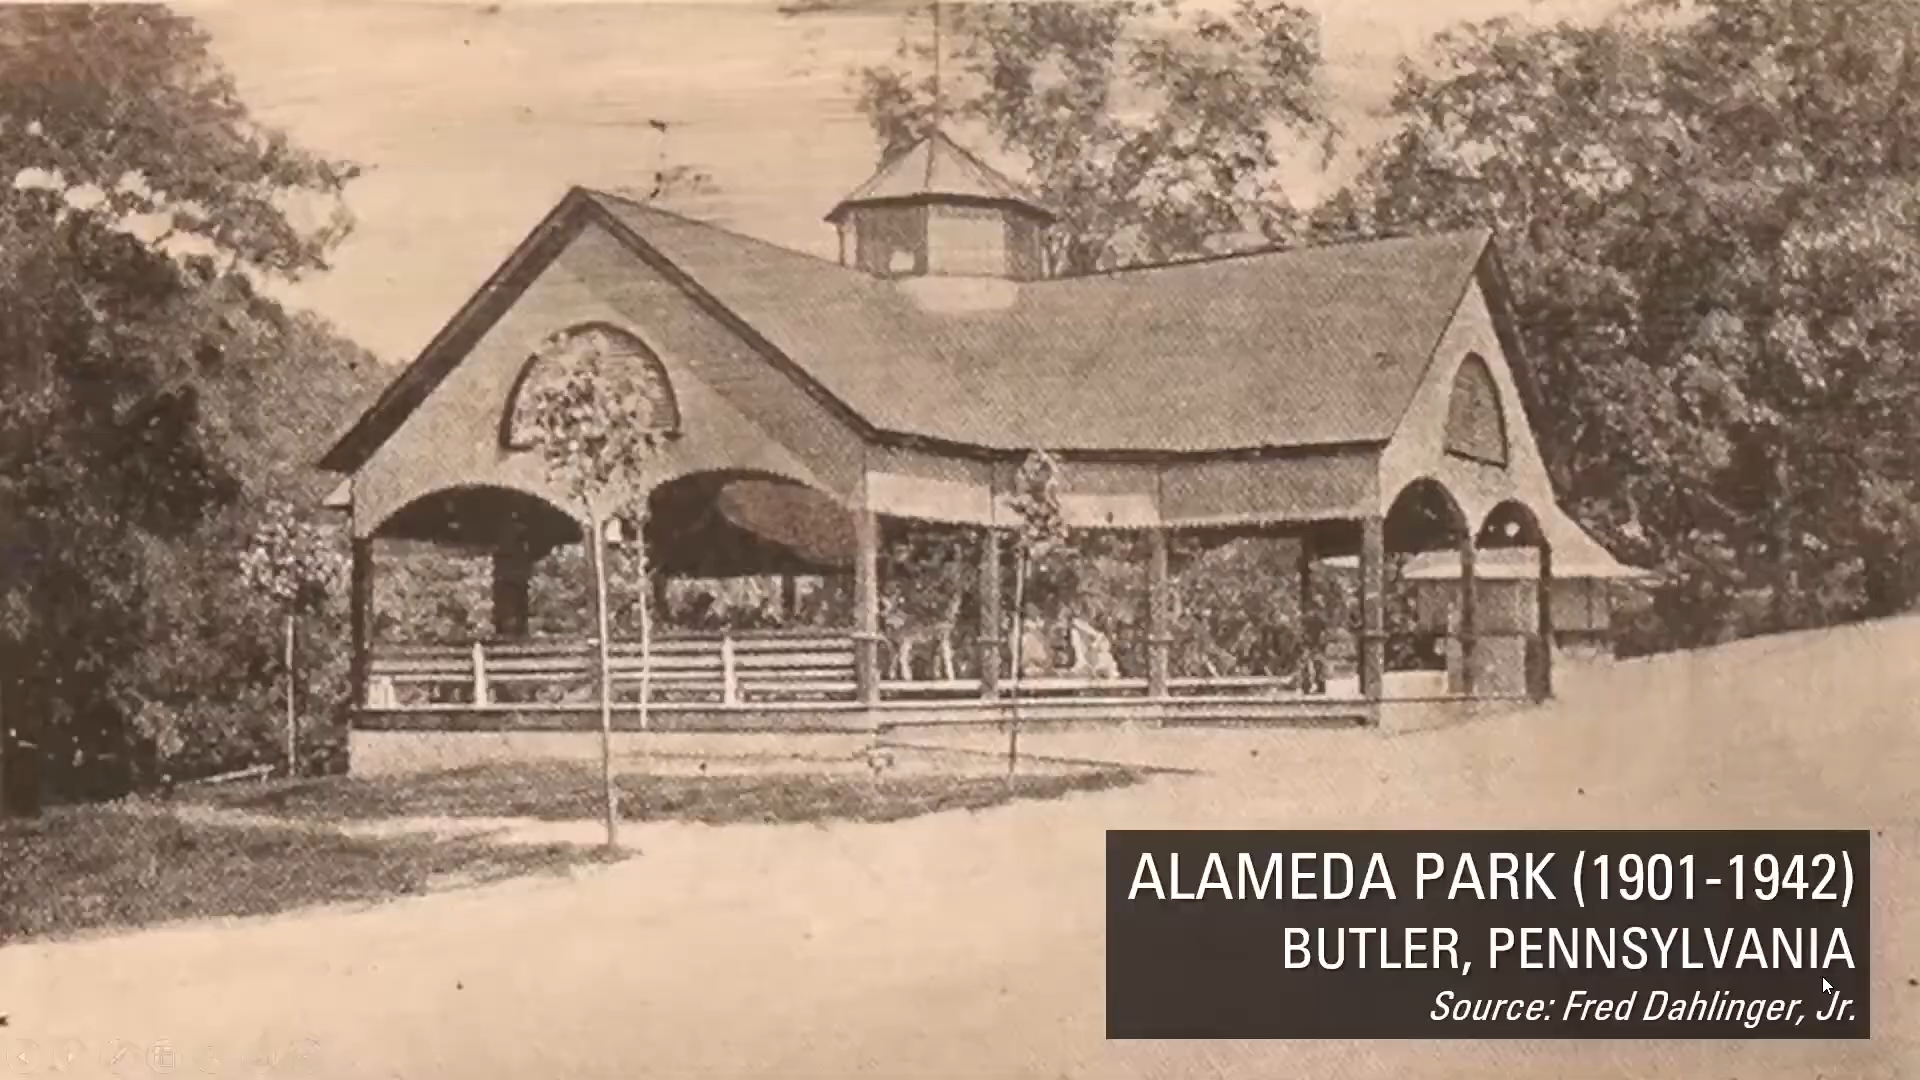 ALAMEDA PARK (1901-1942)
BUTLER, PENNSYLVANIA
Source: Fred Dahlinger, Jr.